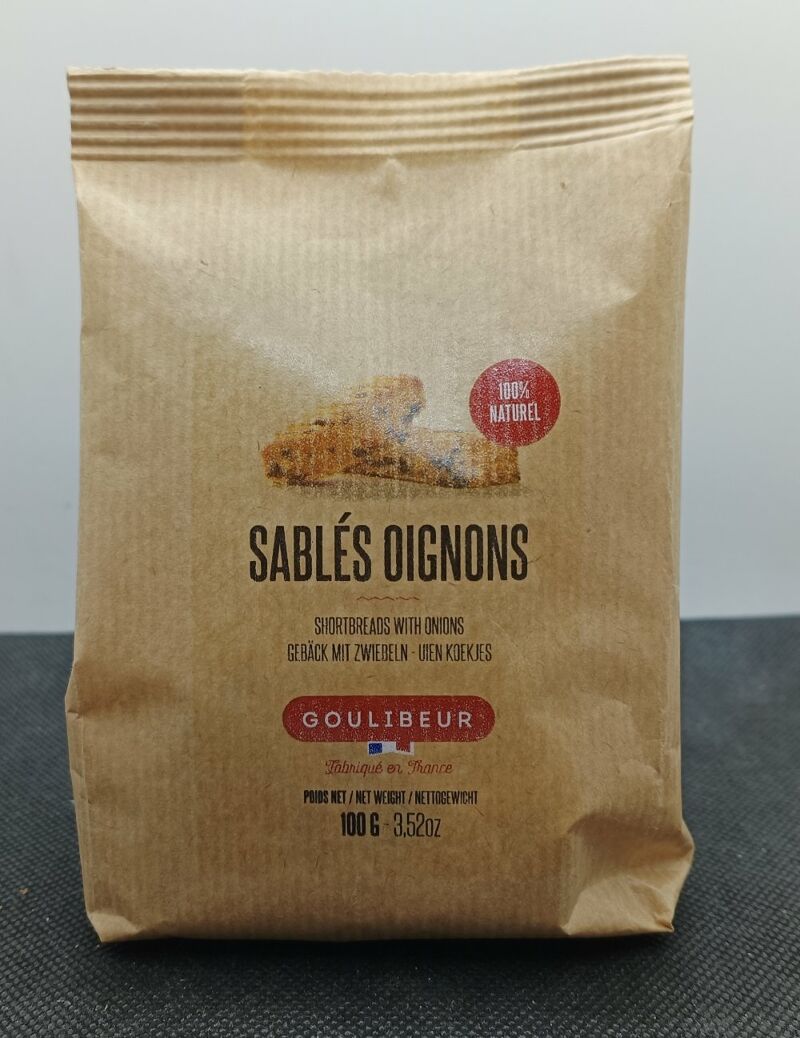 100%
NATUREL
SABLÉS OIGNONS
SHORTBREADS WITH ONIONS
GEBÄCK MIT ZWIEBELN - UIEN KOEKJES
GOULIBEUR
Fabriqué en France
POIDS NET / NET WEIGHT / NETTOGEWICHT
100 G - 3,52oz